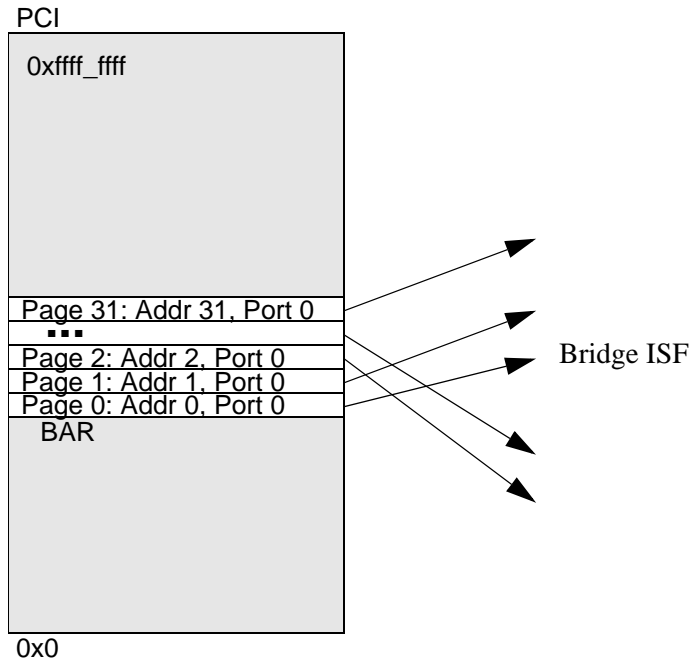 PCI
0xffff_ffff
Page 31: Addr 31, Port 0
...
Page 2: Addr 2, Port 0
Page 1: Addr 1, Port 0
Page 0: Addr 0, Port 0
BAR
Bridge ISF
0x0